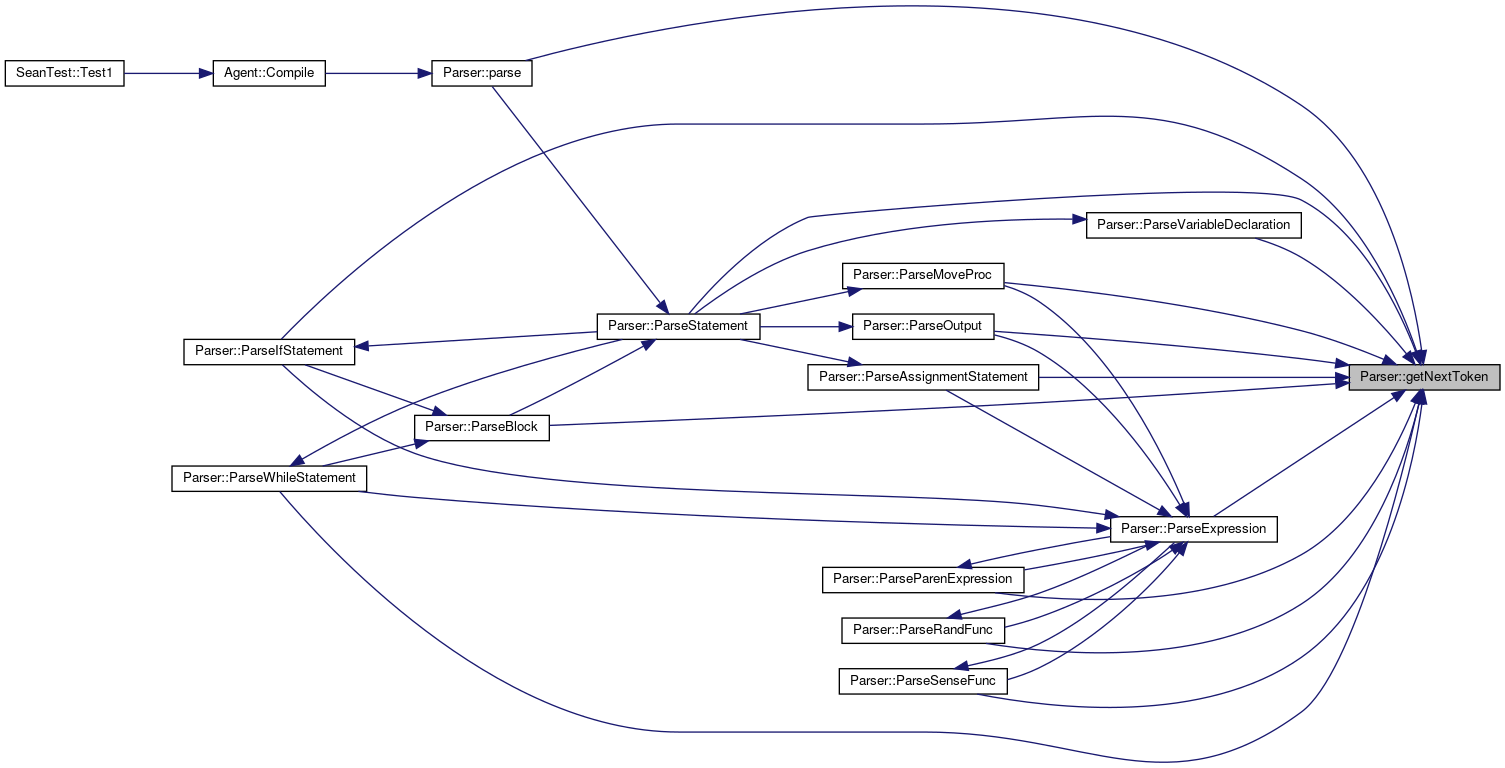 SeanTest::Test1
Agent::Compile
Parser::parse
Parser::ParseVariableDeclaration
Parser::ParseMoveProc
Parser::ParseStatement
Parser::ParseOutput
Parser::ParseIfStatement
Parser::ParseAssignmentStatement
Parser::getNextToken
Parser::ParseBlock
Parser::ParseWhileStatement
Parser::ParseExpression
Parser::ParseParenExpression
Parser::ParseRandFunc
Parser::ParseSenseFunc